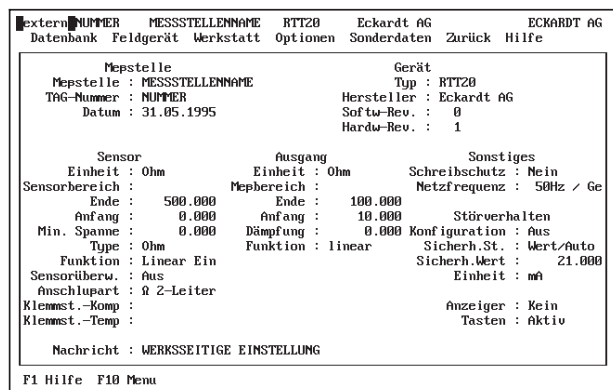 extern NUMMER MESSSTELLENNAME RTT20 Eckardt AG ECKARDT AG
Datenbank Feldgerät Werkstatt Optionen Sonderdaten Zurück Hilfe
Meßstelle Gerät
Meßstelle : MESSSTELLENNAME Typ : RTT20
TAG-Nummer : NUMMER Hersteller : Eckardt AG
Datum : 31.05.1995 Softw-Rev. : 0
Hardw-Rev. : 1
Sensor Ausgang Sonstiges
Einheit : Ohm Einheit : Ohm Schreibschutz : Nein
Sensorbereich : Meßbereich : Netzfrequenz : 50Hz / Ge
Ende : 500.000 Ende : 100.000
Anfang : 0.000 Anfang : 10.000 Störverhalten
Min. Spanne : 0.000 Dämpfung : 0.000 Konfiguration : Aus
Type : Ohm Funktion : linear Sicherh.St. : Wert/Auto
Funktion : Linear Ein Sicherh.Wert : 21.000
Sensorüberw. : Aus Einheit : mA
Anschlußart : Ω 2-Leiter
Klemmst.-Komp : Anzeiger : Kein
Klemmst.-Temp : Tasten : Aktiv
Nachricht : WERKSSEITIGE EINSTELLUNG
F1 Hilfe F10 Menu